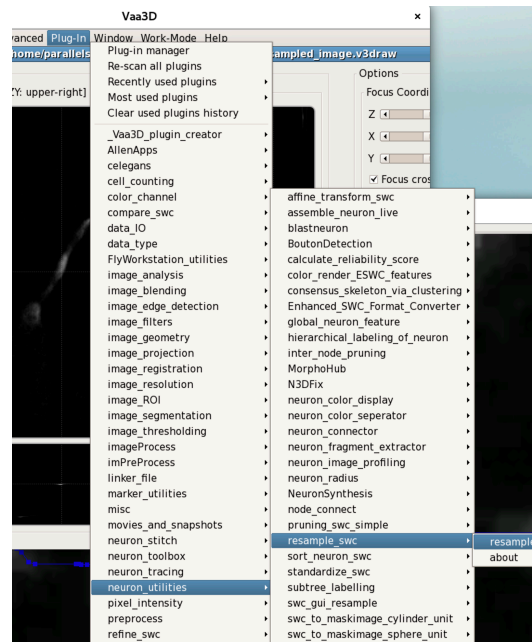 Vaa3D
×
anced Plug-In Window Work-Mode Help
home/parallels
ampled_image.v3draw
Plug-in manager
Re-scan all plugins
Recently used plugins
Most used plugins
Clear used plugins history
_Vaa3D_plugin_creator
AllenApps
celegans
cell_counting
color_channel
compare_swc
data_IO
data_type
FlyWorkstation_utilities
image_analysis
image_blending
image_edge_detection
image_filters
image_geometry
image_projection
image_registration
image_resolution
image_ROI
image_segmentation
image_thresholding
imageProcess
imPreProcess
linker_file
marker_utilities
misc
movies_and_snapshots
neuron_stitch
neuron_toolbox
neuron_tracing
neuron_utilities
pixel_intensity
preprocess
refine_swc
ZY: upper-right]
Options
Focus Coordi
Z
X
Y
Focus cros
affine_transform_swc
assemble_neuron_live
blastneuron
BoutonDetection
calculate_reliability_score
color_render_ESWC_features
consensus_skeleton_via_clustering
Enhanced_SWC_Format_Converter
global_neuron_feature
hierarchical_labeling_of_neuron
inter_node_pruning
MorphoHub
N3DFix
neuron_color_display
neuron_color_seperator
neuron_connector
neuron_fragment_extractor
neuron_image_profiling
neuron_radius
NeuronSynthesis
node_connect
pruning_swc_simple
resample_swc
sort_neuron_swc
standardize_swc
subtree_labelling
swc_gui_resample
swc_to_maskimage_cylinder_unit
swc_to_maskimage_sphere_unit
resample
about